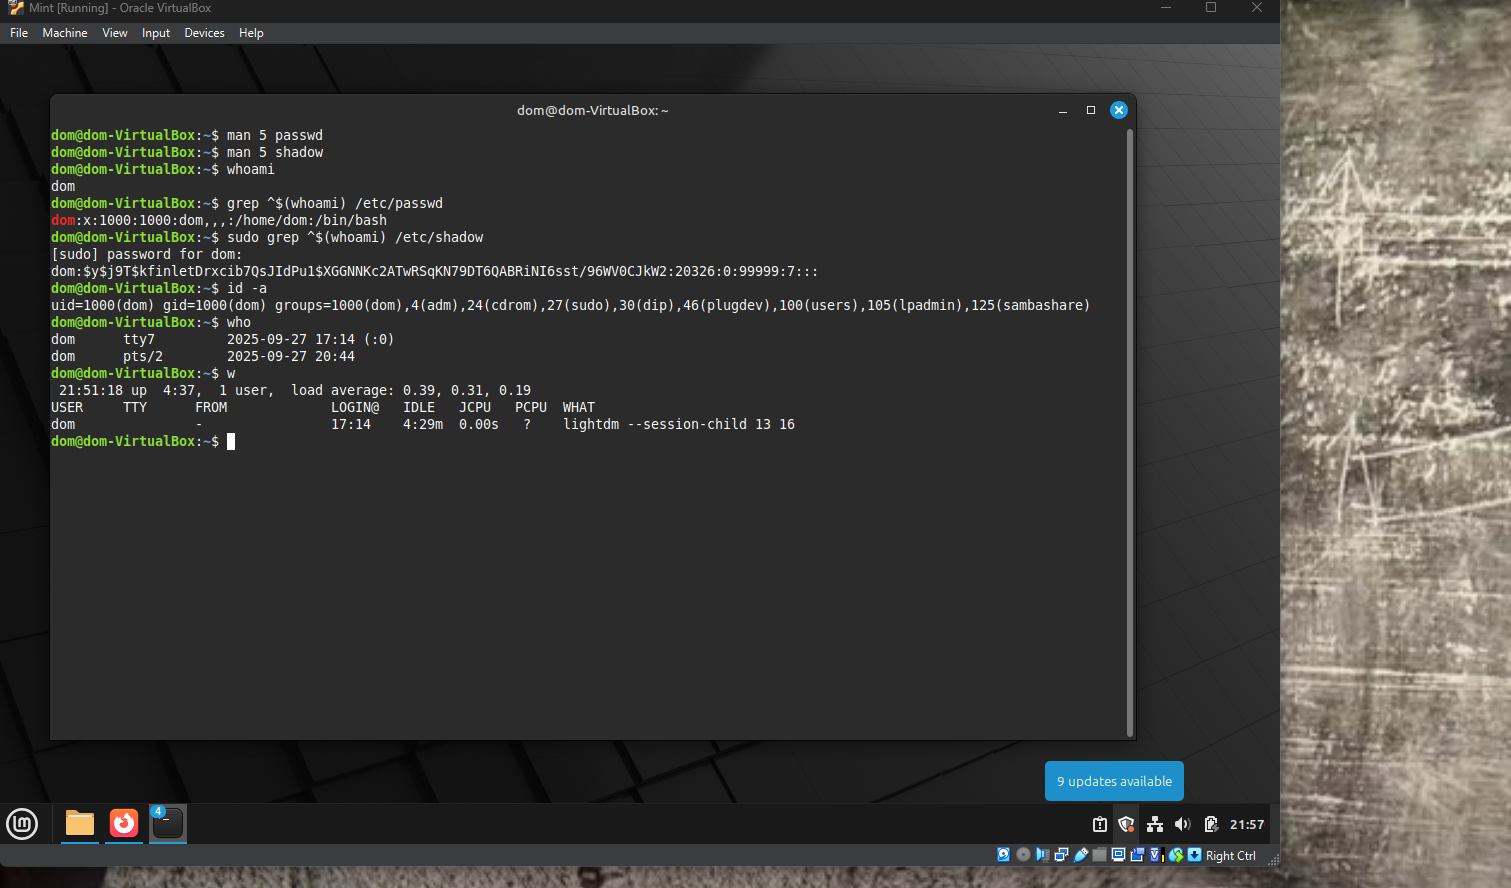 Mint [Running] - Oracle VirtualBox
File Machine View Input Devices Help
dom@dom-VirtualBox: ~
dom@dom-VirtualBox:~$ man 5 passwd
dom@dom-VirtualBox:~$ man 5 shadow
dom@dom-VirtualBox:~$ whoami
dom
dom@dom-VirtualBox:~$ grep ^$(whoami) /etc/passwd
dom:x:1000:1000:dom,,,:/home/dom:/bin/bash
dom@dom-VirtualBox:~$ sudo grep ^$(whoami) /etc/shadow
[sudo] password for dom:
dom:$y$j9T$kfinletDrxcib7QsJIdPu1$XGGNNKc2ATwRSqKN79DT6QABRiNI6sst/96WV0CJkW2:20326:0:99999:7:::
dom@dom-VirtualBox:~$ id -a
uid=1000(dom) gid=1000(dom) groups=1000(dom),4(adm),24(cdrom),27(sudo),30(dip),46(plugdev),100(users),105(lpadmin),125(sambashare)
dom@dom-VirtualBox:~$ who
dom      tty7         2025-09-27 17:14 (:0)
dom      pts/2        2025-09-27 20:44
dom@dom-VirtualBox:~$ w
 21:51:18 up  4:37,  1 user,  load average: 0.39, 0.31, 0.19
USER     TTY      FROM             LOGIN@   IDLE   JCPU   PCPU  WHAT
dom               -                17:14    4:29m  0.00s   ?    lightdm --session-child 13 16
dom@dom-VirtualBox:~$
9 updates available
4
21:57
Right Ctrl